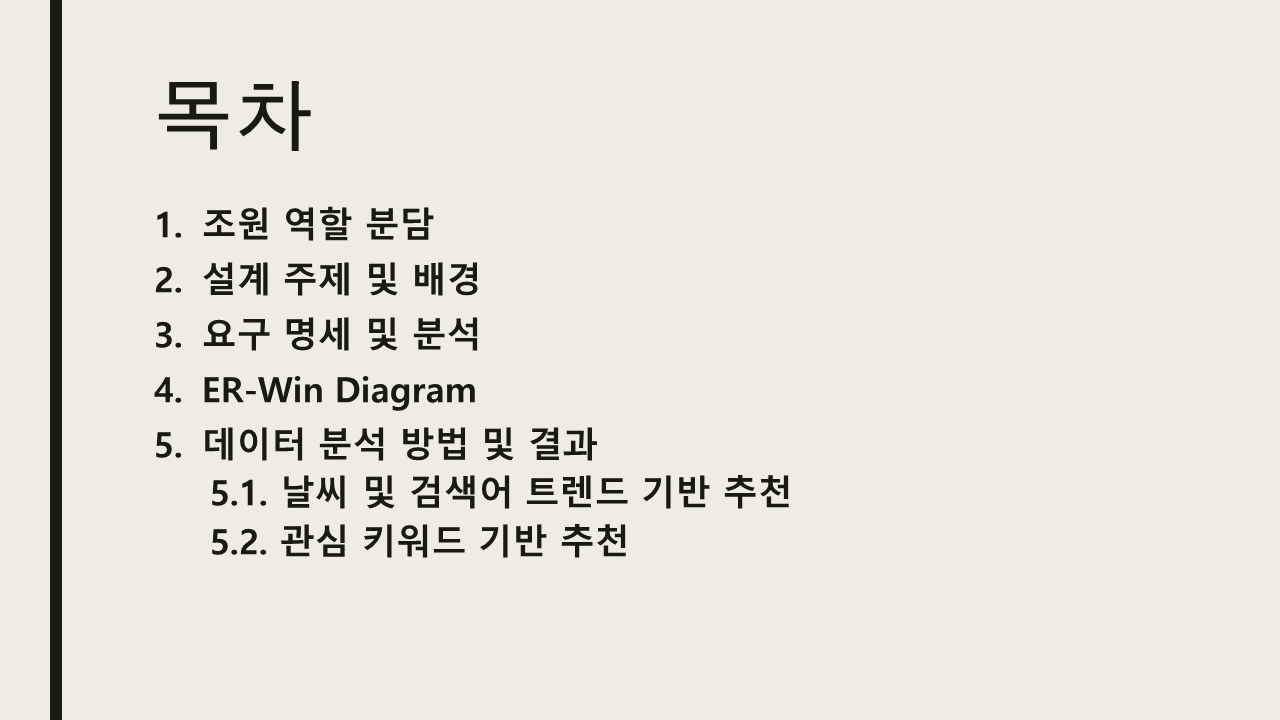 목차
1. 조원 역할 분담
2. 설계 주제 및 배경
3. 요구 명세 및 분석
4. ER-Win Diagram
5. 데이터 분석 방법 및 결과
5.1. 날씨 및 검색어 트렌드 기반 추천
5.2. 관심 키워드 기반 추천